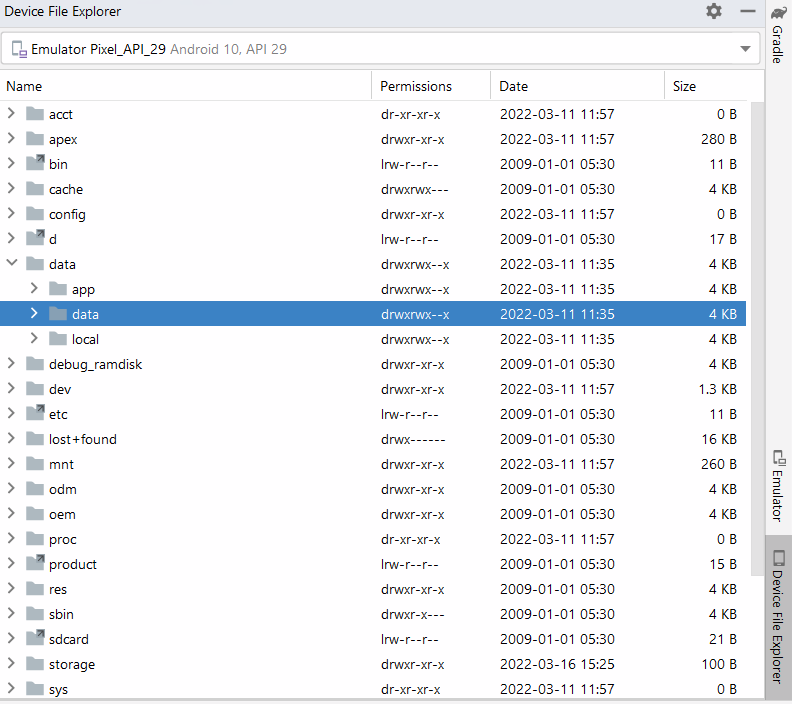 Device File Explorer
Emulator Pixel_API_29 Android 10, API 29
Name Permissions Date Size
acct dr-xr-xr-x 2022-03-11 11:57 0 B
apex drwxr-xr-x 2022-03-11 11:57 280 B
bin lrw-r--r-- 2009-01-01 05:30 11 B
cache drwxrwx--- 2009-01-01 05:30 4 KB
config drwxr-xr-x 2022-03-11 11:57 0 B
d lrw-r--r-- 2009-01-01 05:30 17 B
data drwxrwx--x 2022-03-11 11:35 4 KB
app drwxrwx--x 2022-03-11 11:35 4 KB
data drwxrwx--x 2022-03-11 11:35 4 KB
local drwxrwx--x 2022-03-11 11:35 4 KB
debug_ramdisk drwxr-xr-x 2009-01-01 05:30 4 KB
dev drwxr-xr-x 2022-03-11 11:57 1.3 KB
etc lrw-r--r-- 2009-01-01 05:30 11 B
lost+found drwx------ 2009-01-01 05:30 16 KB
mnt drwxr-xr-x 2022-03-11 11:57 260 B
odm drwxr-xr-x 2009-01-01 05:30 4 KB
oem drwxr-xr-x 2009-01-01 05:30 4 KB
proc dr-xr-xr-x 2022-03-11 11:57 0 B
product lrw-r--r-- 2009-01-01 05:30 15 B
res drwxr-xr-x 2009-01-01 05:30 4 KB
sbin drwxr-x--- 2009-01-01 05:30 4 KB
sdcard lrw-r--r-- 2009-01-01 05:30 21 B
storage drwxr-xr-x 2022-03-16 15:25 100 B
sys dr-xr-xr-x 2022-03-11 11:57 0 B
Gradle
Emulator
Device File Explorer